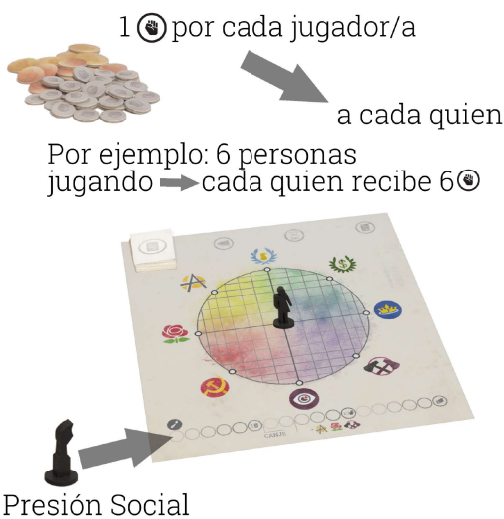 1 por cada jugador/a
a cada quien
Por ejemplo: 6 personas
jugando cada quien recibe 6
Presión Social